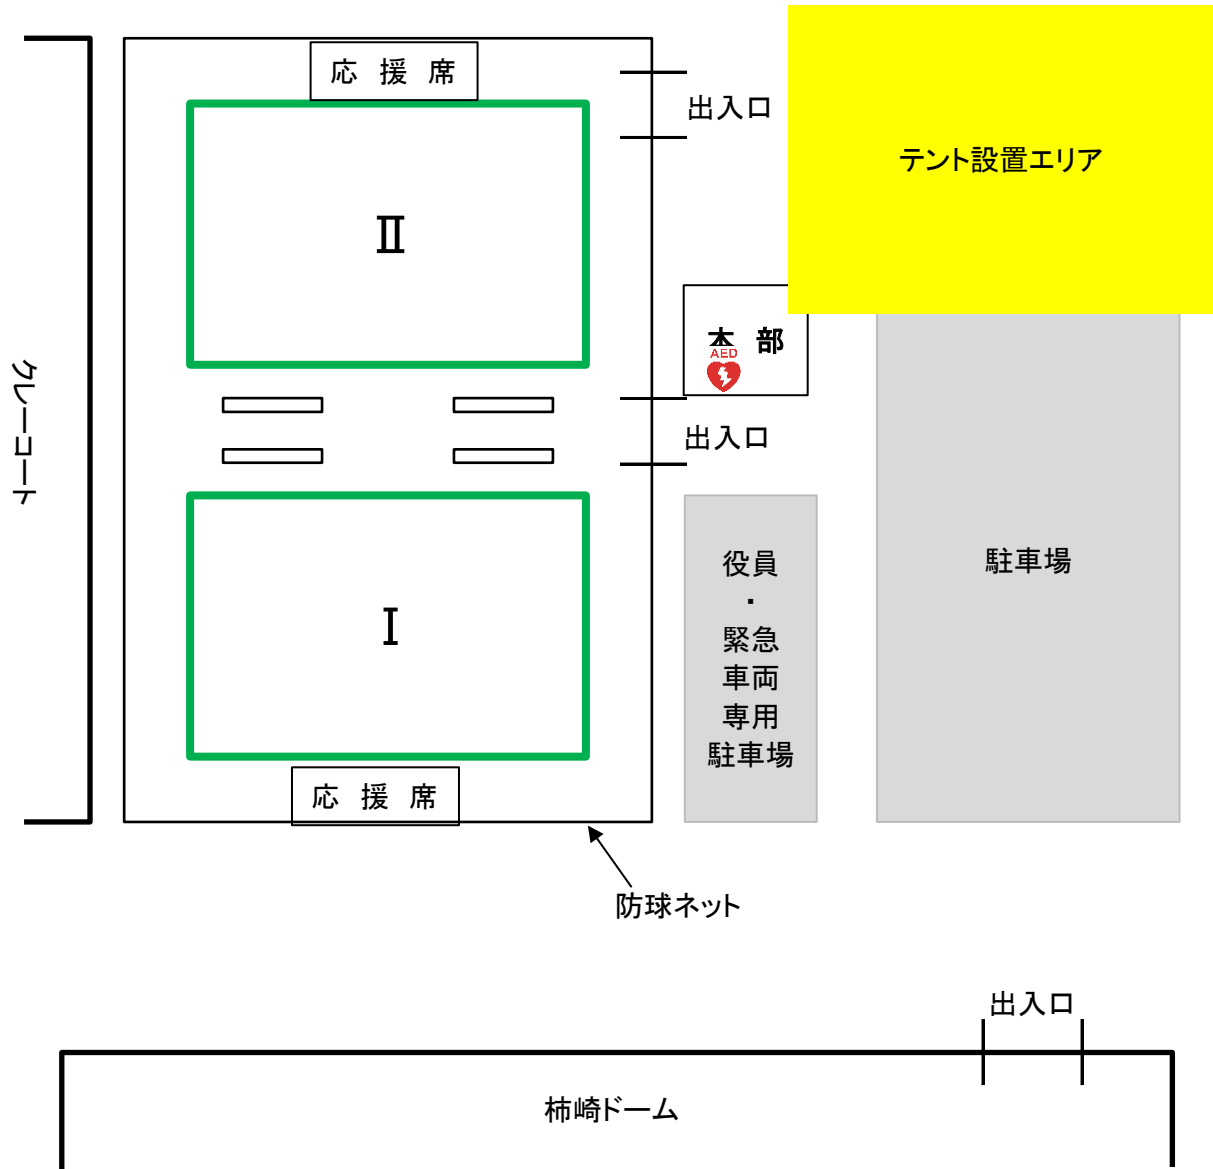 応 援 席
出入口
テント設置エリア
Ⅱ
本 部
AED
クレーコート
出入口
Ⅰ
役員
・
緊急
車両
専用
駐車場
駐車場
応 援 席
防球ネット
出入口
柿崎ドーム